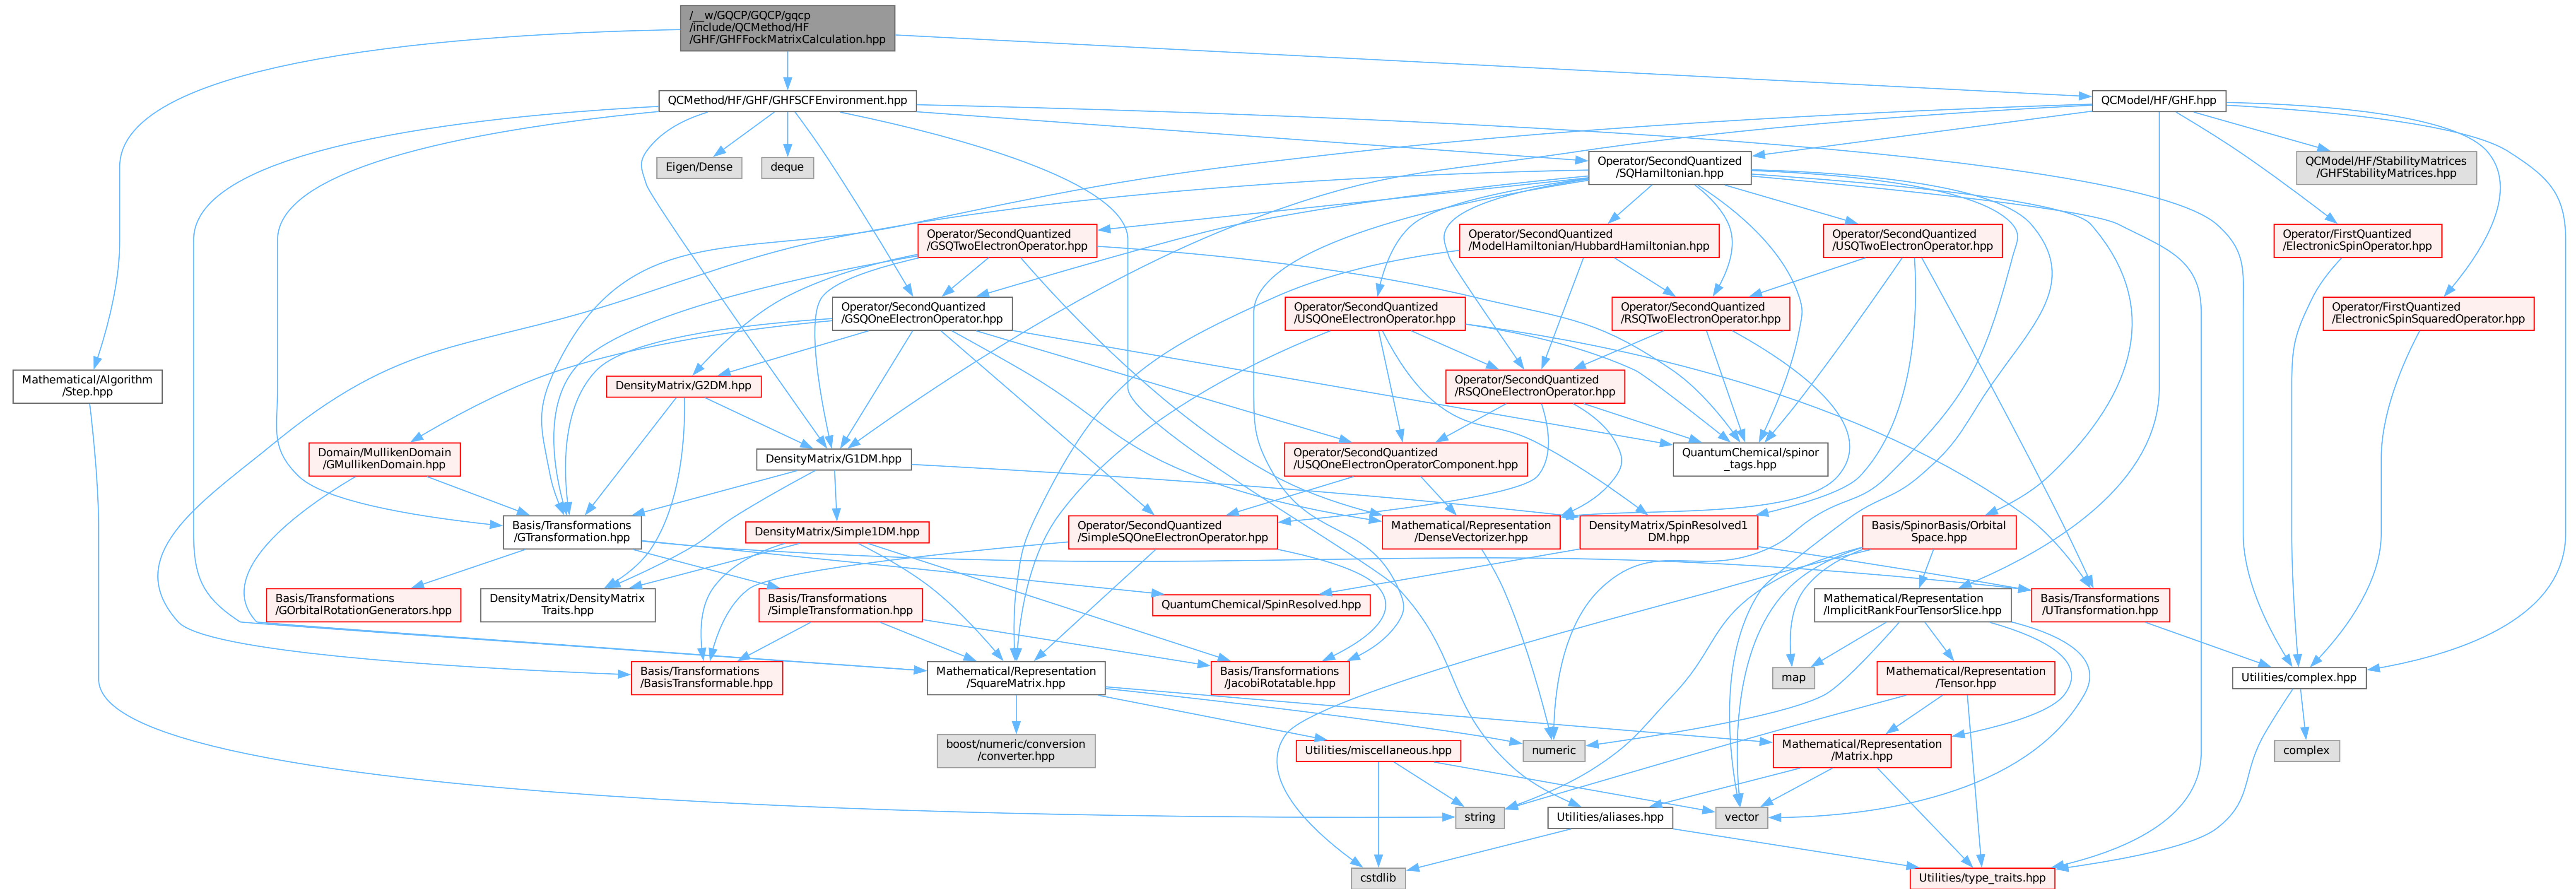 /__w/GQCP/GQCP/gqcp
/include/QCMethod/HF
/GHF/GHFFockMatrixCalculation.hpp
QCMethod/HF/GHF/GHFSCFEnvironment.hpp
QCModel/HF/GHF.hpp
Eigen/Dense
deque
Operator/SecondQuantized
/SQHamiltonian.hpp
QCModel/HF/StabilityMatrices
/GHFStabilityMatrices.hpp
Operator/SecondQuantized
/GSQTwoElectronOperator.hpp
Operator/SecondQuantized
/ModelHamiltonian/HubbardHamiltonian.hpp
Operator/SecondQuantized
/USQTwoElectronOperator.hpp
Operator/FirstQuantized
/ElectronicSpinOperator.hpp
Operator/SecondQuantized
/GSQOneElectronOperator.hpp
Operator/SecondQuantized
/USQOneElectronOperator.hpp
Operator/SecondQuantized
/RSQTwoElectronOperator.hpp
Operator/FirstQuantized
/ElectronicSpinSquaredOperator.hpp
Mathematical/Algorithm
/Step.hpp
DensityMatrix/G2DM.hpp
Operator/SecondQuantized
/RSQOneElectronOperator.hpp
Domain/MullikenDomain
/GMullikenDomain.hpp
DensityMatrix/G1DM.hpp
Operator/SecondQuantized
/USQOneElectronOperatorComponent.hpp
QuantumChemical/spinor
_tags.hpp
Basis/Transformations
/GTransformation.hpp
DensityMatrix/Simple1DM.hpp
Operator/SecondQuantized
/SimpleSQOneElectronOperator.hpp
Mathematical/Representation
/DenseVectorizer.hpp
DensityMatrix/SpinResolved1
DM.hpp
Basis/SpinorBasis/Orbital
Space.hpp
Basis/Transformations
/GOrbitalRotationGenerators.hpp
DensityMatrix/DensityMatrix
Traits.hpp
Basis/Transformations
/SimpleTransformation.hpp
QuantumChemical/SpinResolved.hpp
Mathematical/Representation
/ImplicitRankFourTensorSlice.hpp
Basis/Transformations
/UTransformation.hpp
Basis/Transformations
/BasisTransformable.hpp
Mathematical/Representation
/SquareMatrix.hpp
Basis/Transformations
/JacobiRotatable.hpp
map
Mathematical/Representation
/Tensor.hpp
Utilities/complex.hpp
boost/numeric/conversion
/converter.hpp
Utilities/miscellaneous.hpp
numeric
Mathematical/Representation
/Matrix.hpp
complex
string
Utilities/aliases.hpp
vector
cstdlib
Utilities/type_traits.hpp